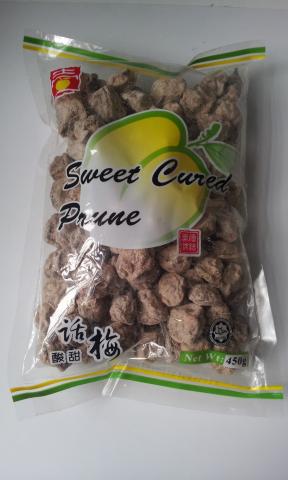 Sweet Cured
Prune
话梅
酸甜
Net Wt: 450g